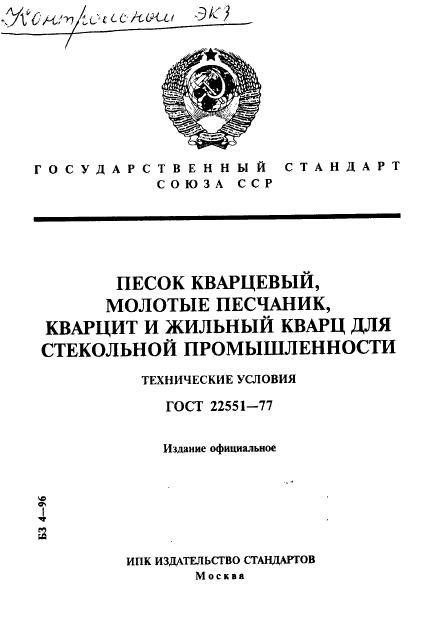 Контрольный экз
ГОСУДАРСТВЕННЫЙ СТАНДАРТ
СОЮЗА ССР
ПЕСОК КВАРЦЕВЫЙ,
МОЛОТЫЕ ПЕСЧАНИК,
КВАРЦИТ И ЖИЛЬНЫЙ КВАРЦ ДЛЯ
СТЕКОЛЬНОЙ ПРОМЫШЛЕННОСТИ
ТЕХНИЧЕСКИЕ УСЛОВИЯ
ГОСТ 22551—77
Издание официальное
БЗ 4—96
ИПК ИЗДАТЕЛЬСТВО СТАНДАРТОВ
Москва